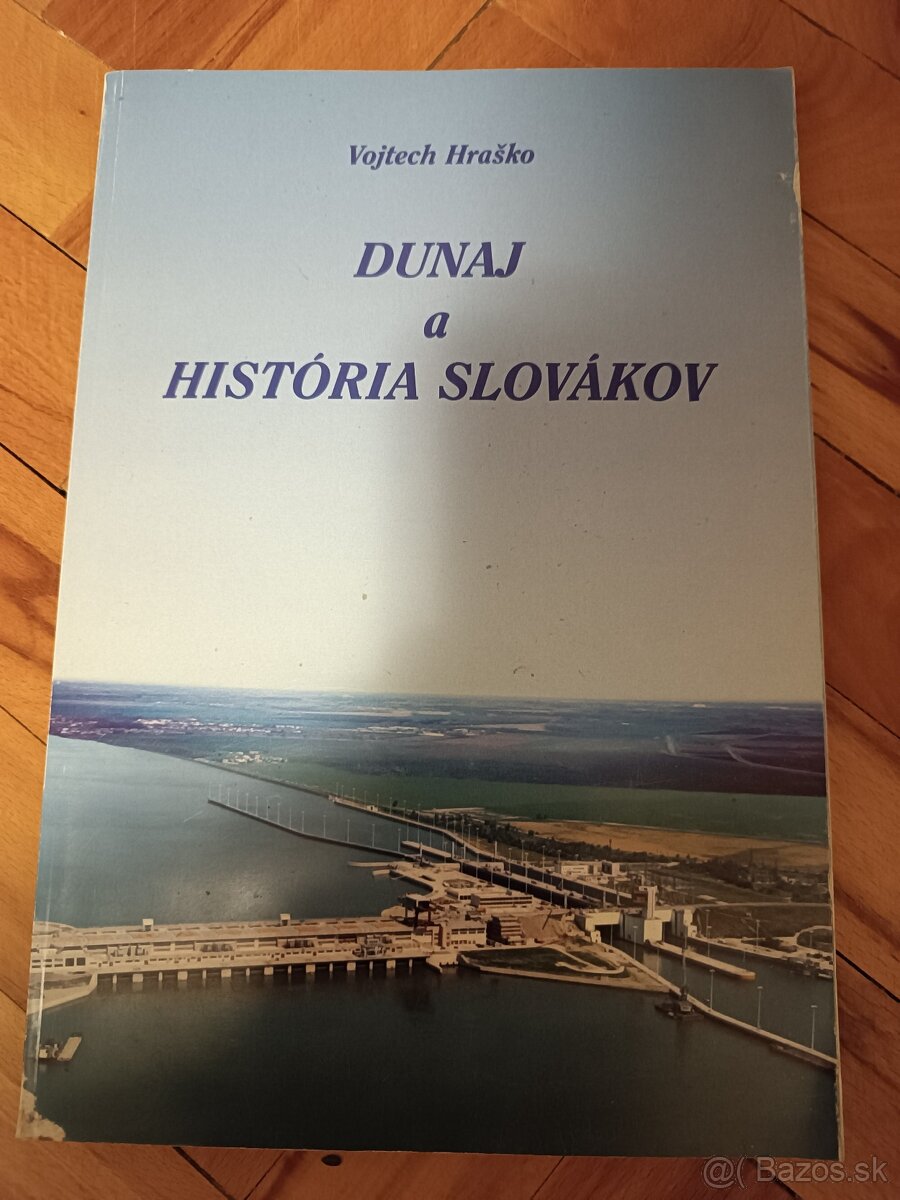 Vojtech Hraško
DUNAJ
a
HISTÓRIA SLOVÁKOV
@( Bazos.sk